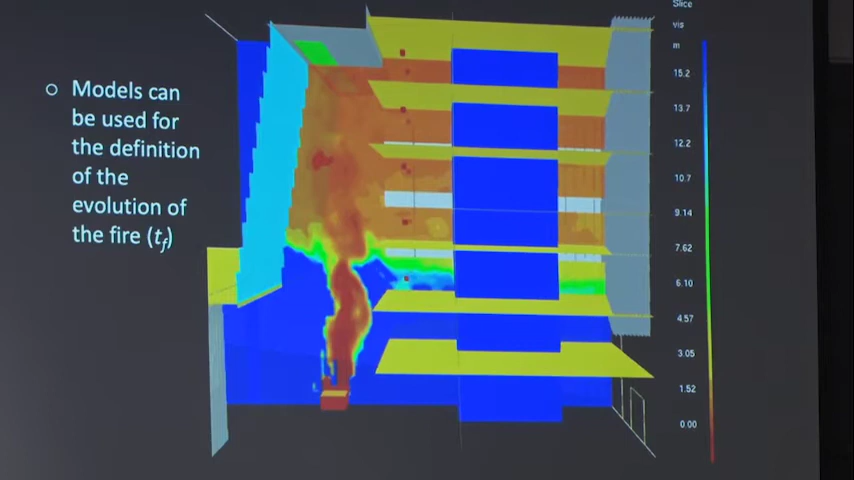 Models can
be used for
the definition
of the
evolution of
the fire (tf)
Slice
vis
m
15.2
13.7
12.2
10.7
9.14
7.62
6.10
4.57
3.05
1.52
0.00